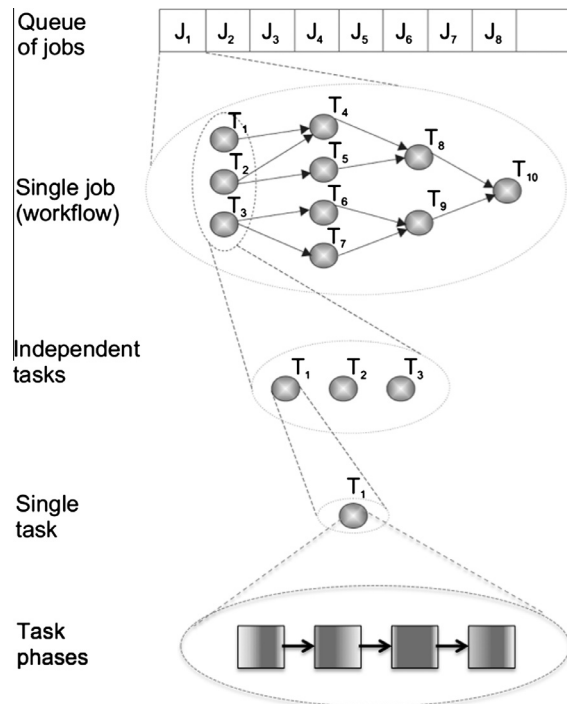 Queue
of jobs
J1 J2 J3 J4 J5 J6 J7 J8
Single job
(workflow)
T1
T2
T3
T4
T5
T6
T7
T8
T9
T10
Independent
tasks
T1 T2 T3
Single
task
T1
Task
phases